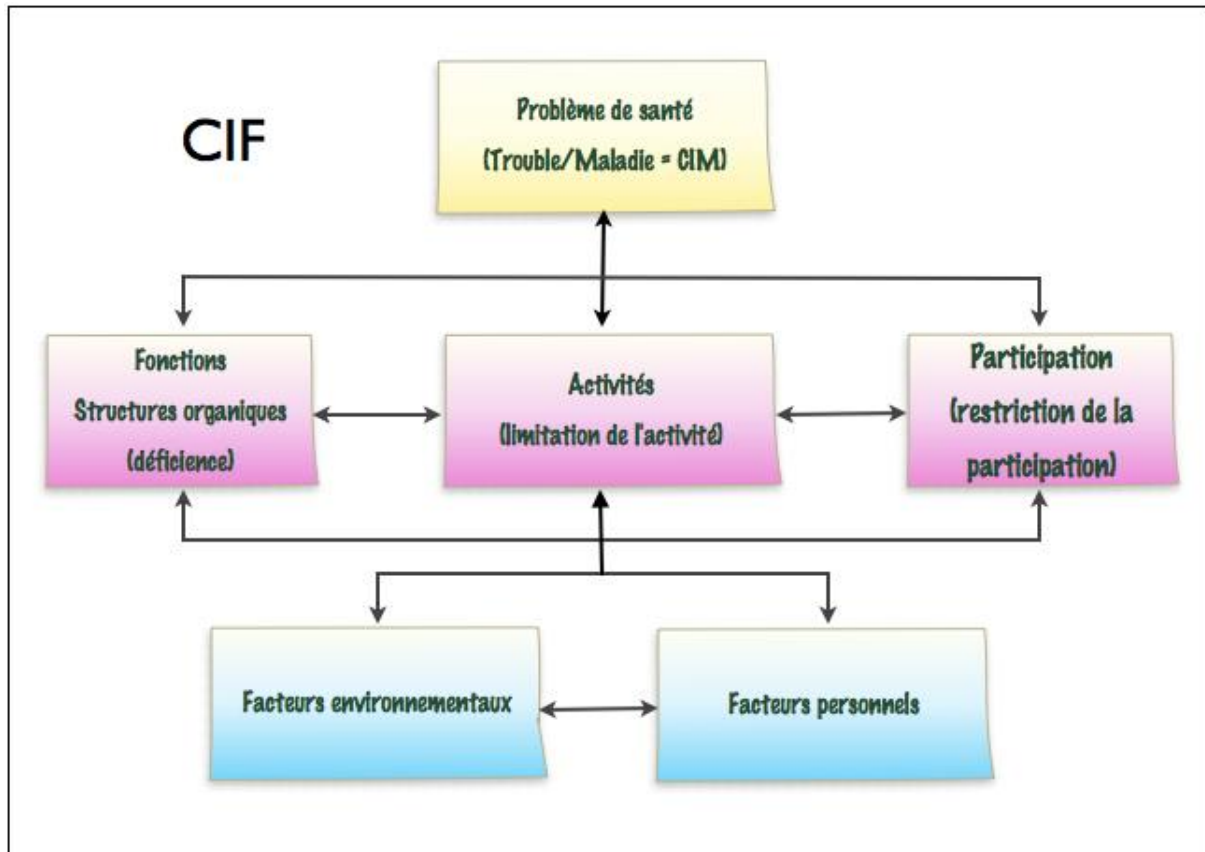 CIF
Problème de santé
(Trouble/Maladie = CIM)
Fonctions
Structures organiques
(déficience)
Activités
(limitation de l'activité)
Participation
(restriction de la
participation)
Facteurs environnementaux
Facteurs personnels